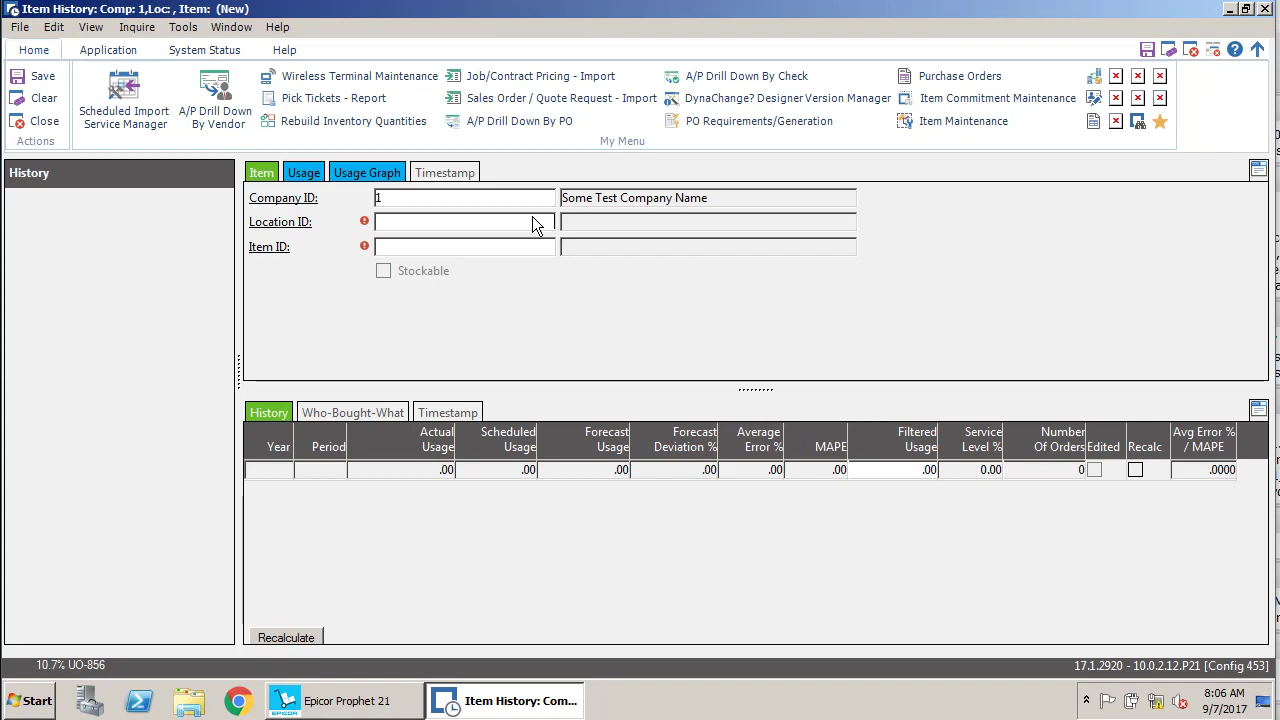 Item History: Comp: 1,Loc: , Item: (New)
File Edit View Inquire Tools Window Help
Home Application System Status Help
Save
Clear
Close
Actions
Scheduled Import
Service Manager
A/P Drill Down
By Vendor
Wireless Terminal Maintenance
Pick Tickets - Report
Rebuild Inventory Quantities
Job/Contract Pricing - Import
Sales Order / Quote Request - Import
A/P Drill Down By PO
A/P Drill Down By Check
DynaChange? Designer Version Manager
PO Requirements/Generation
Purchase Orders
Item Commitment Maintenance
Item Maintenance
My Menu
History
Item Usage Usage Graph Timestamp
Company ID: 1 Some Test Company Name
Location ID:
Item ID:
Stockable
History Who-Bought-What Timestamp
Year Period Actual Usage Scheduled Usage Forecast Usage Forecast Deviation % Average Error % MAPE Filtered Usage Service Level % Number Of Orders Edited Recalc Avg Error % / MAPE
.00 .00 .00 .00 .00 .00 .00 0.00 0 .0000
Recalculate
10.7% UO-856 17.1.2920 - 10.0.2.12.P21 [Config 453]
Start
EPICOR
Epicor Prophet 21
Item History: Com...
8:06 AM
9/7/2017